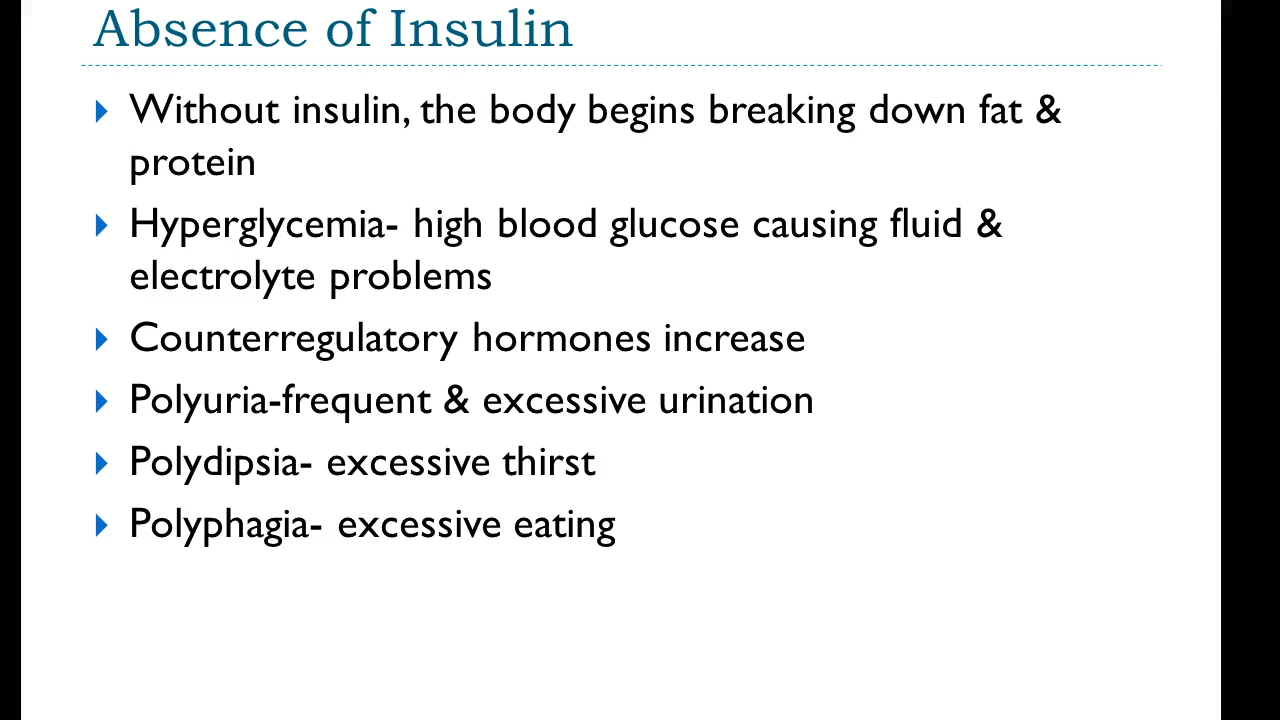 Absence of Insulin
Without insulin, the body begins breaking down fat &
protein
Hyperglycemia- high blood glucose causing fluid &
electrolyte problems
Counterregulatory hormones increase
Polyuria-frequent & excessive urination
Polydipsia- excessive thirst
Polyphagia- excessive eating